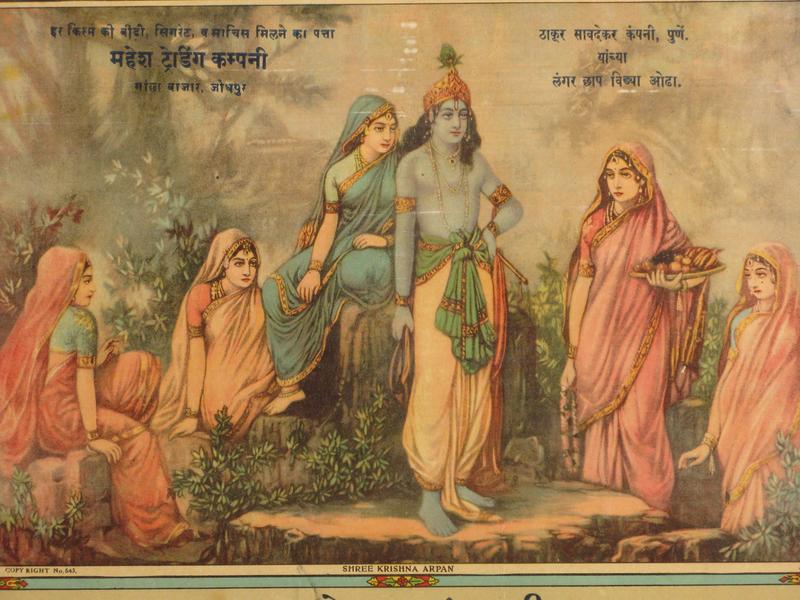 हर किस्म की बीडी, सिगरेट, व माचिस मिलने का पत्ता
महेश ट्रेडिंग कम्पनी
बाजार, जोधपुर
ठाकूर सावदेकर कंपनी, पुणें.
यांच्या
लंगर छाप विड्या ओढा.
COPY RIGHT No. 543.
SHREE KRISHNA ARPAN